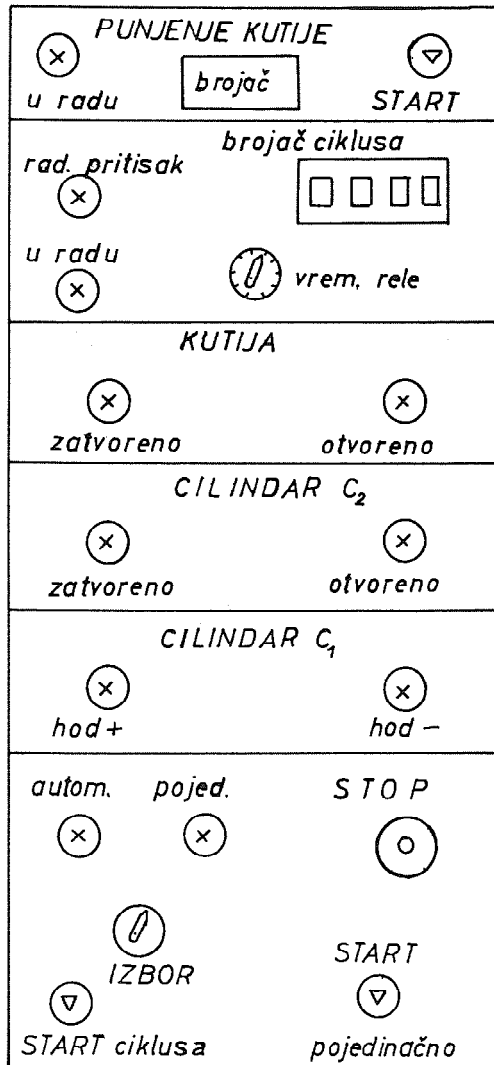 PUNJENJE KUTIJE
brojač
u radu
START
brojač ciklusa
rad. pritisak
u radu
vrem. rele
KUTIJA
zatvoreno
otvoreno
CILINDAR C₂
zatvoreno
otvoreno
CILINDAR C₁
hod +
hod −
autom.
pojed.
STOP
IZBOR
START
START ciklusa
pojedinačno